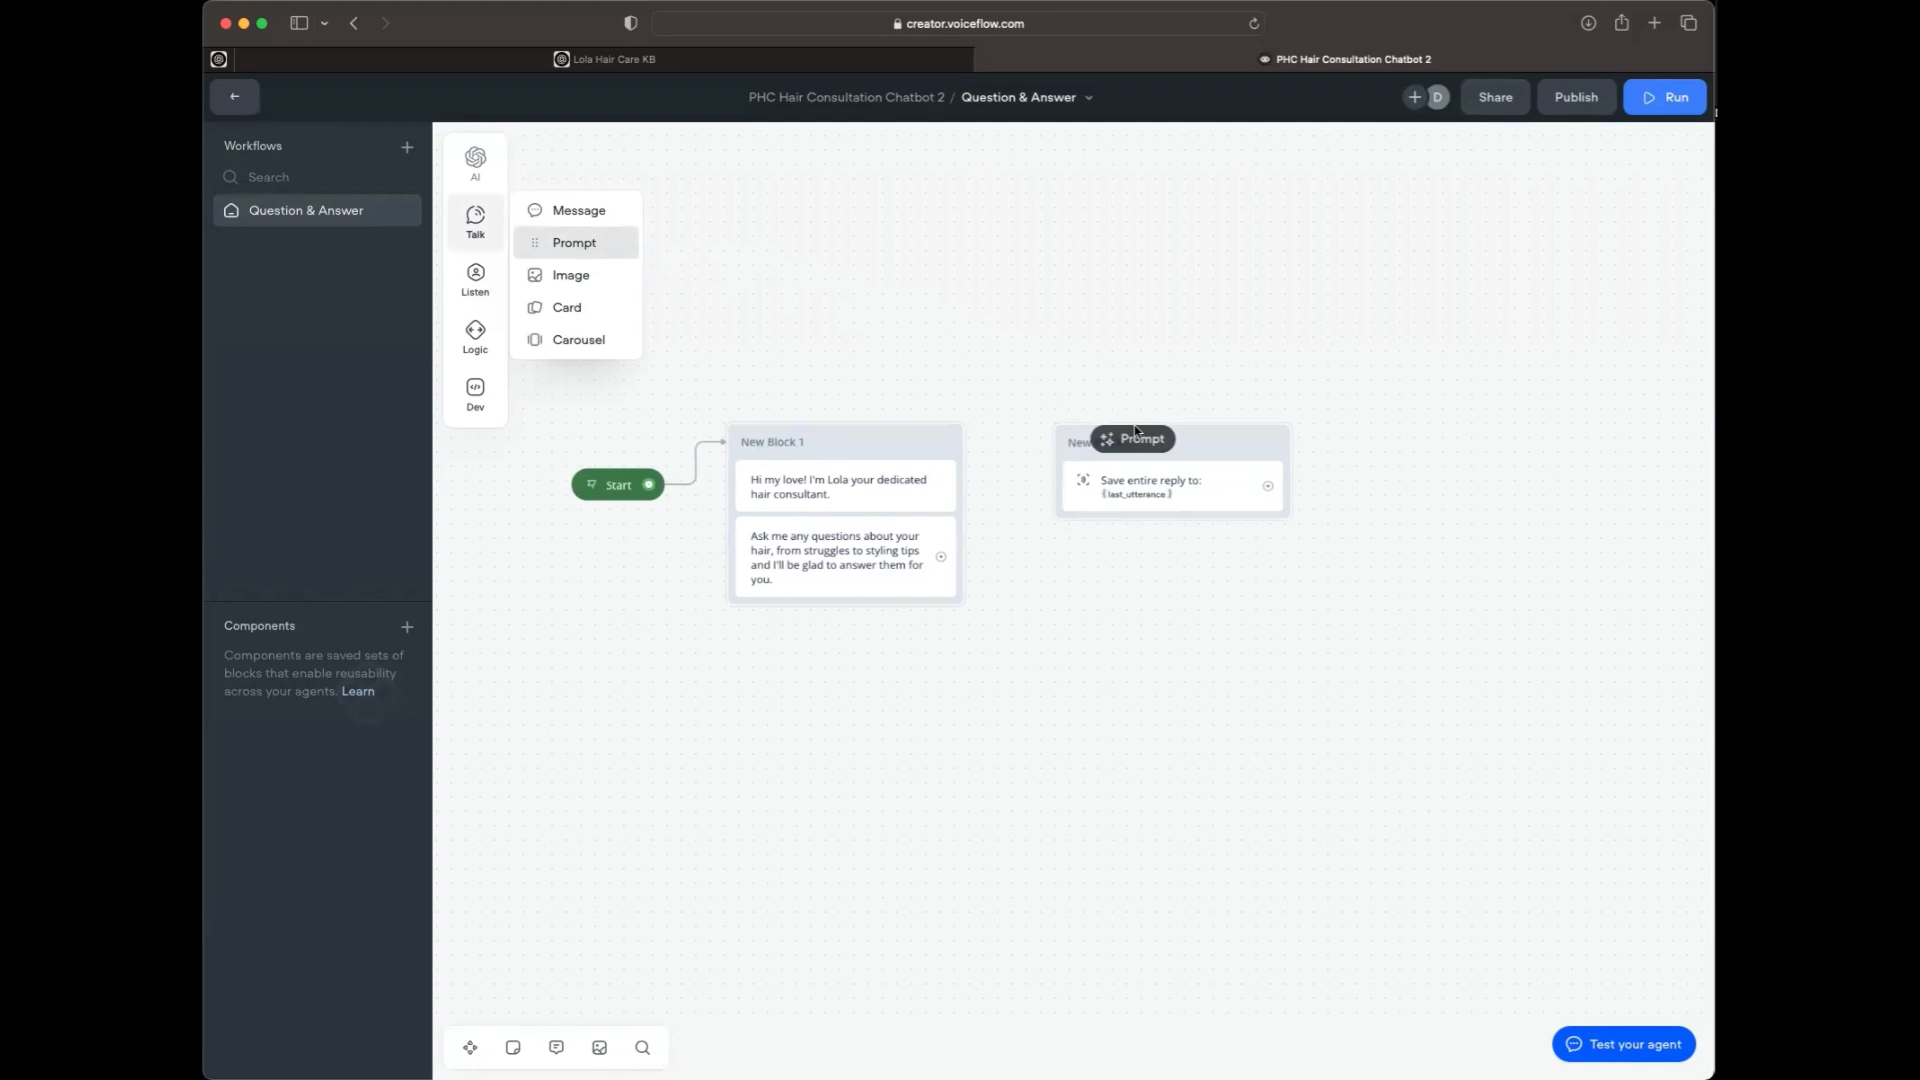 creator.voiceflow.com
Lola Hair Care KB
PHC Hair Consultation Chatbot 2
PHC Hair Consultation Chatbot 2 / Question & Answer
D
Share
Publish
Run
Workflows
Search
Question & Answer
AI
Talk
Listen
Logic
Dev
Message
Prompt
Image
Card
Carousel
Start
New Block 1
Hi my love! I'm Lola your dedicated
hair consultant.
Ask me any questions about your
hair, from struggles to styling tips
and I'll be glad to answer them for
you.
New
Prompt
Save entire reply to:
{last_utterance}
Components
Components are saved sets of
blocks that enable reusability
across your agents. Learn
Test your agent